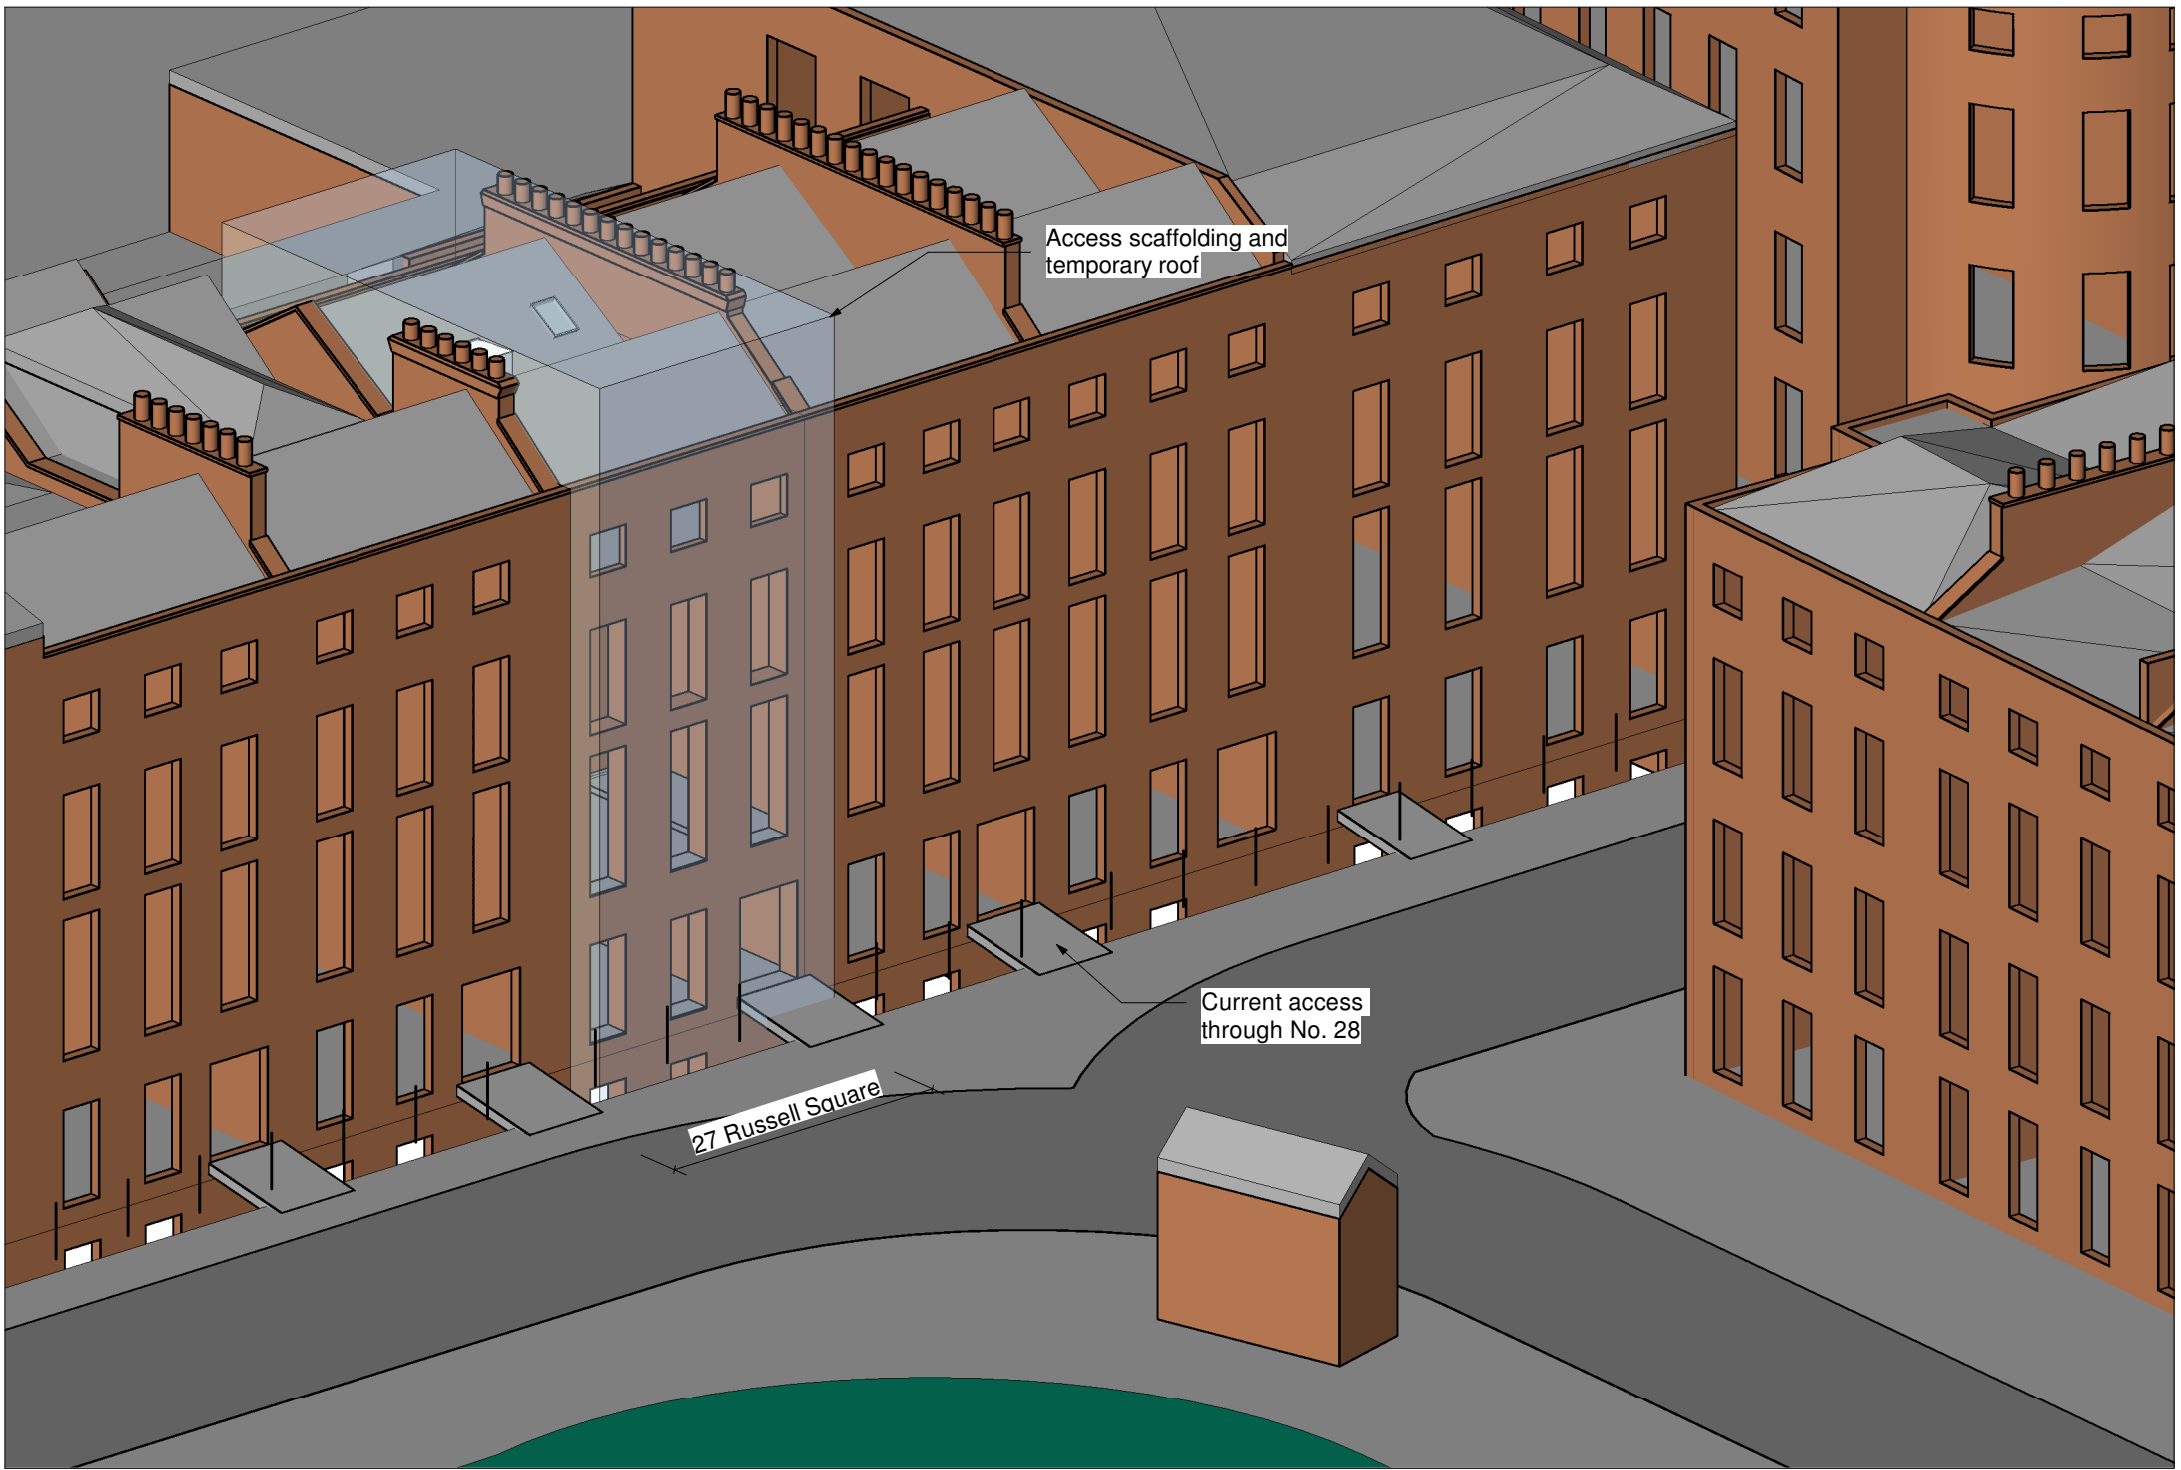 Access scaffolding and
temporary roof
Current access
through No. 28
27 Russell Square